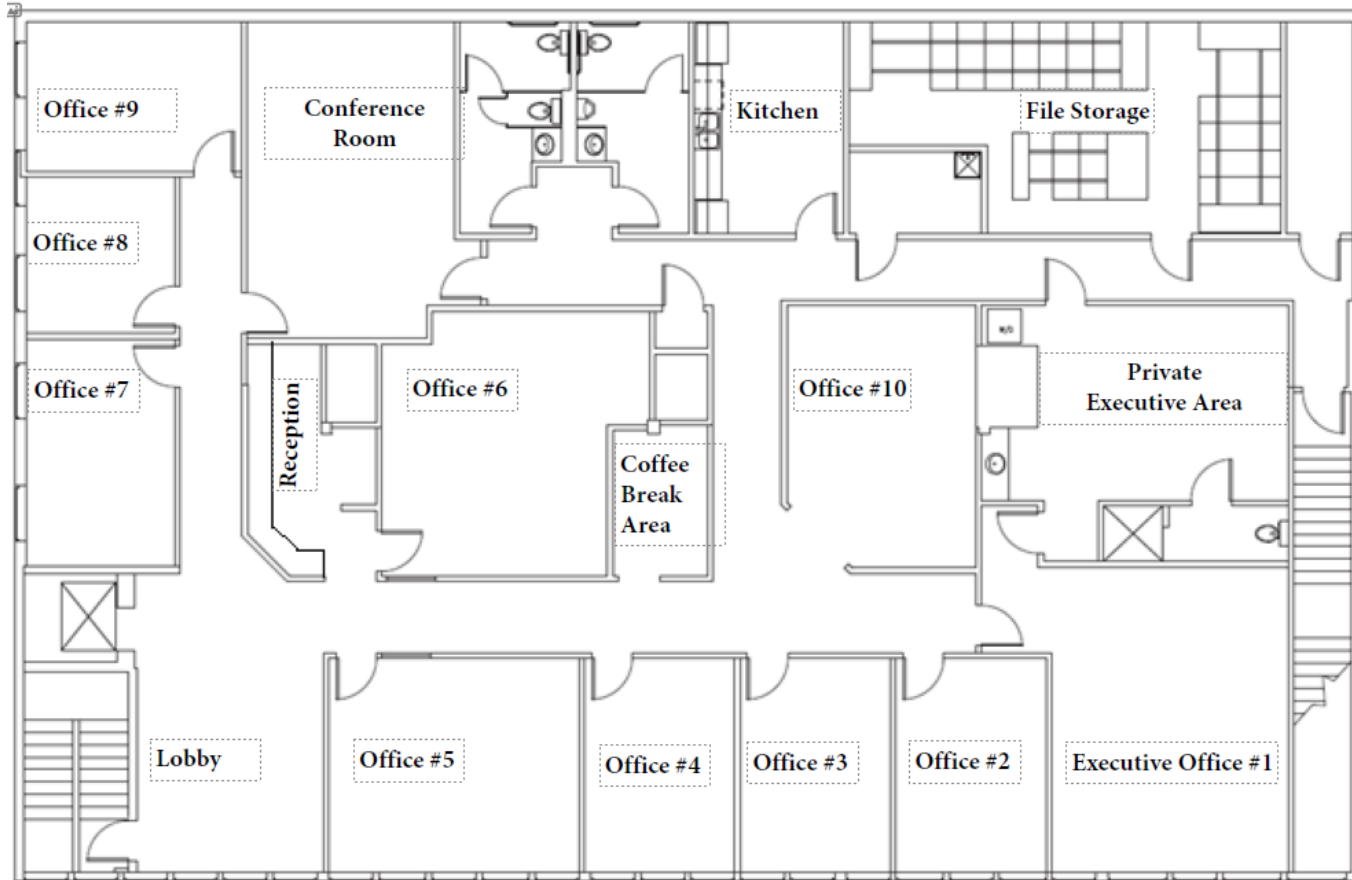 Office #9
Conference
Room
Kitchen
File Storage
Office #8
Office #7
Reception
Office #6
Office #10
Private
Executive Area
Coffee
Break
Area
Lobby
Office #5
Office #4
Office #3
Office #2
Executive Office #1